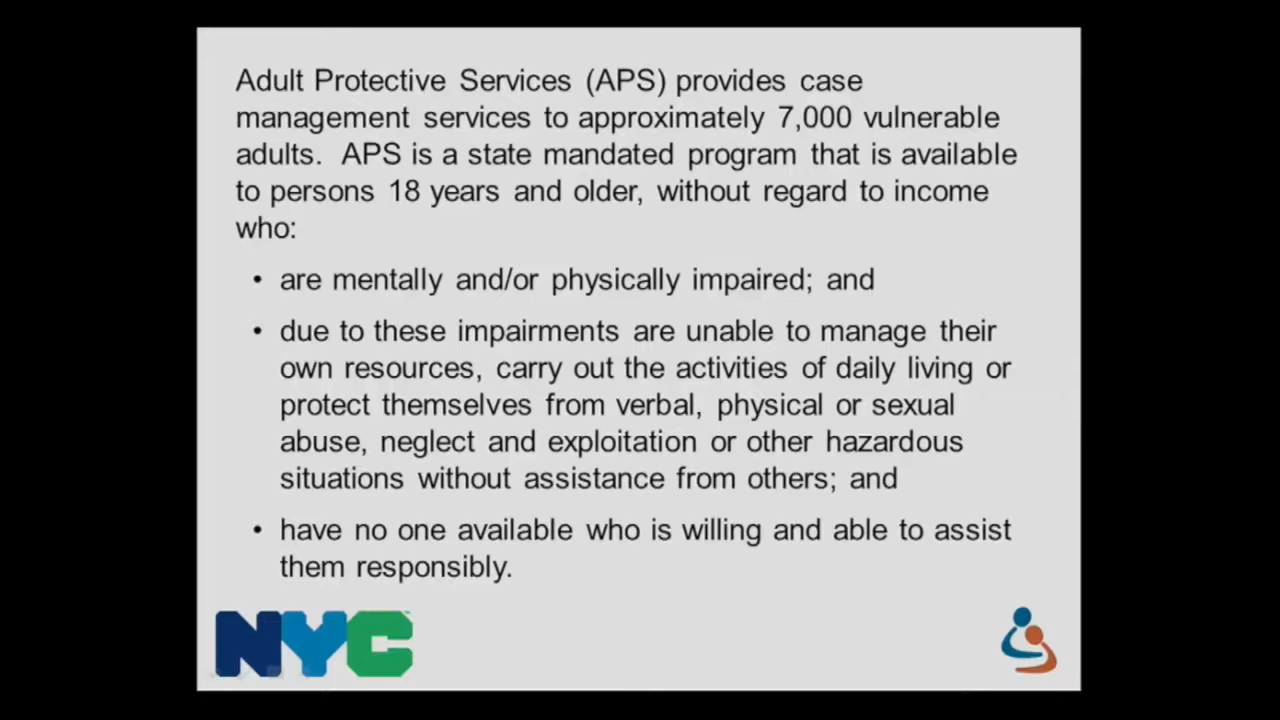 Adult Protective Services (APS) provides case
management services to approximately 7,000 vulnerable
adults. APS is a state mandated program that is available
to persons 18 years and older, without regard to income
who:
• are mentally and/or physically impaired; and
• due to these impairments are unable to manage their
own resources, carry out the activities of daily living or
protect themselves from verbal, physical or sexual
abuse, neglect and exploitation or other hazardous
situations without assistance from others; and
• have no one available who is willing and able to assist
them responsibly.
NYC